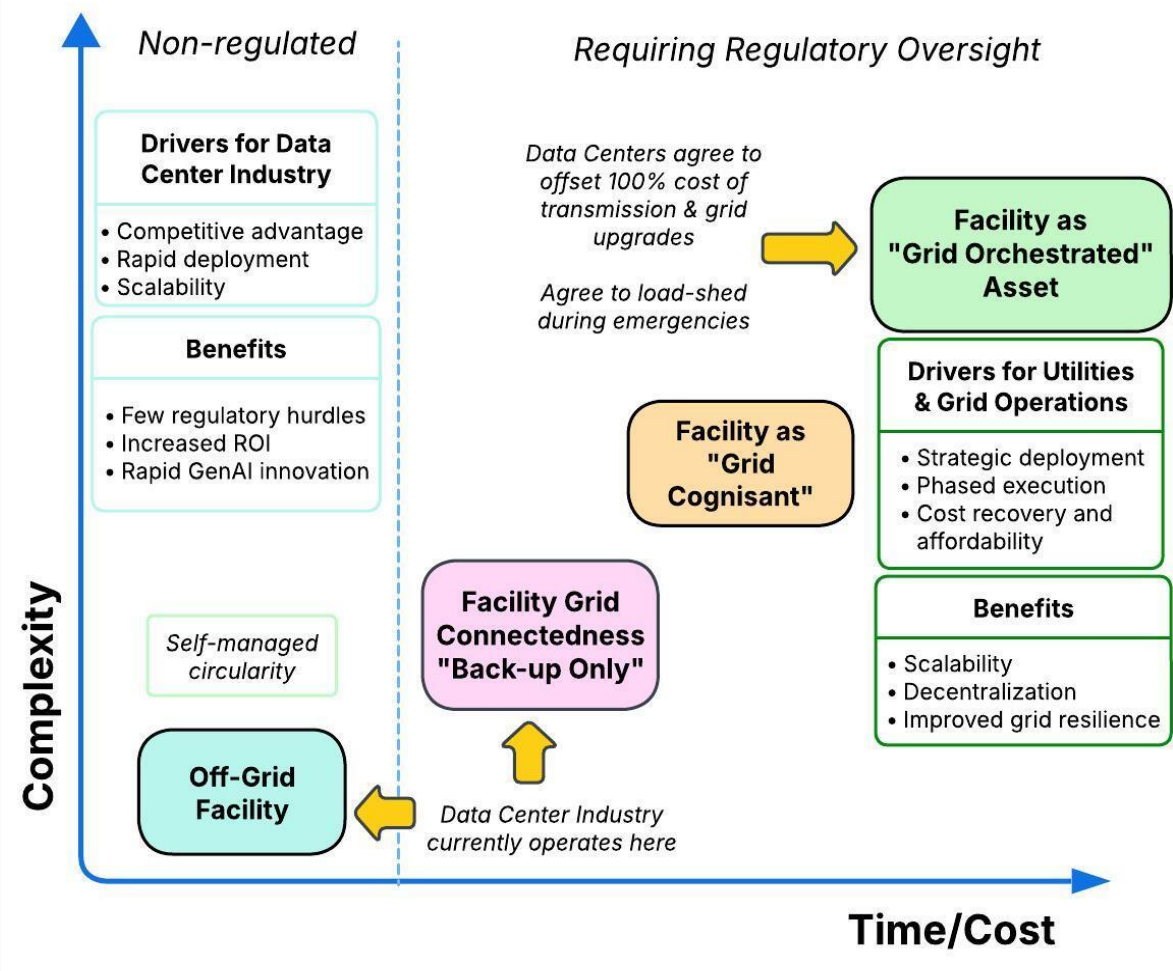 Non-regulated
Requiring Regulatory Oversight
Drivers for Data
Center Industry
• Competitive advantage
• Rapid deployment
• Scalability
Benefits
• Few regulatory hurdles
• Increased ROI
• Rapid GenAI innovation
Self-managed
circularity
Off-Grid
Facility
Data Center Industry
currently operates here
Facility Grid
Connectedness
"Back-up Only"
Facility as
"Grid
Cognisant"
Data Centers agree to
offset 100% cost of
transmission & grid
upgrades
Agree to load-shed
during emergencies
Facility as
"Grid Orchestrated"
Asset
Drivers for Utilities
& Grid Operations
• Strategic deployment
• Phased execution
• Cost recovery and
affordability
Benefits
• Scalability
• Decentralization
• Improved grid resilience
Complexity
Time/Cost